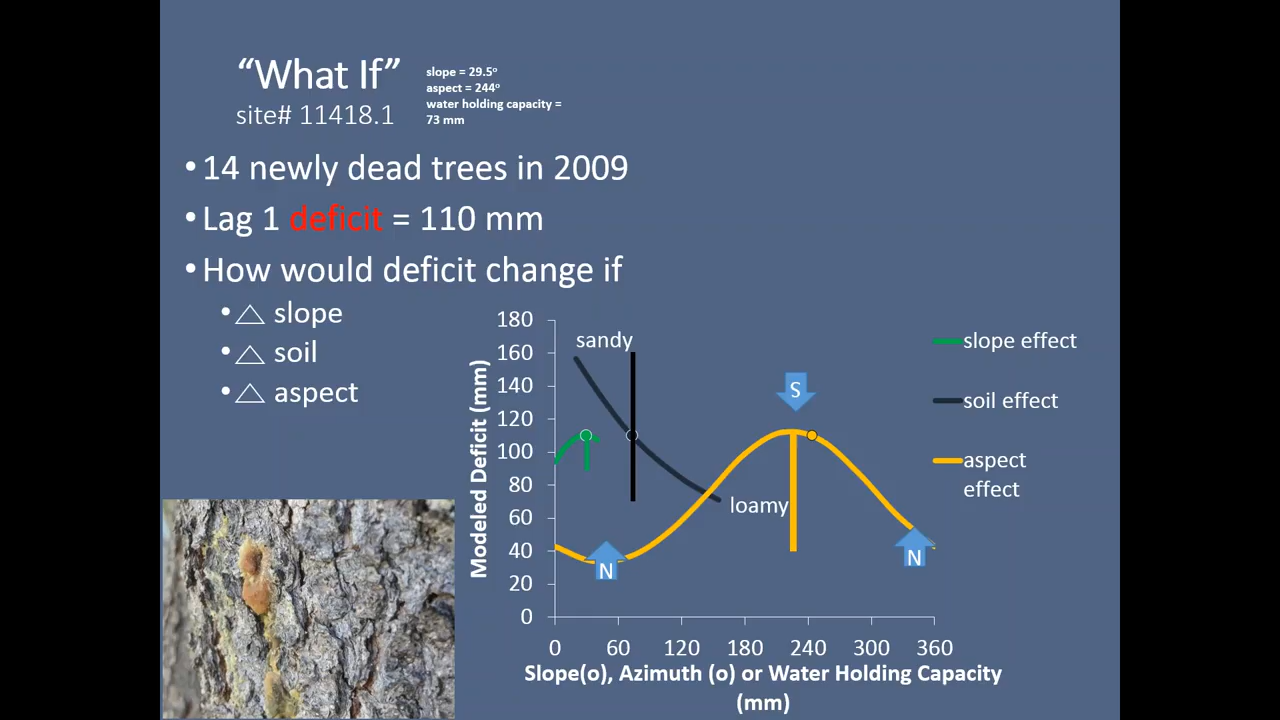 “What If”
site# 11418.1
slope = 29.5º
aspect = 244º
water holding capacity =
73 mm
• 14 newly dead trees in 2009
• Lag 1 deficit = 110 mm
• How would deficit change if
• △ slope
• △ soil
• △ aspect
Modeled Deficit (mm)
180
160
140
120
100
80
60
40
20
0
sandy
loamy
S
N
N
0 60 120 180 240 300 360
Slope(o), Azimuth (o) or Water Holding Capacity
(mm)
slope effect
soil effect
aspect
effect